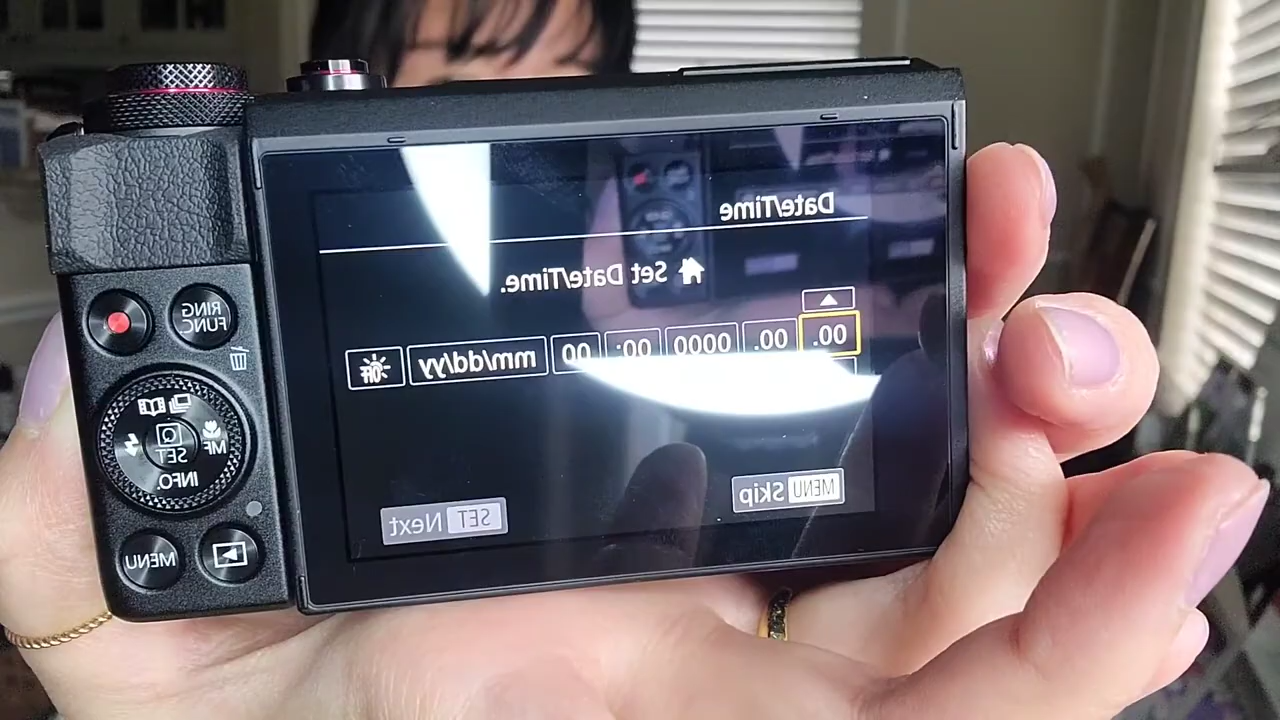 Date/Time
Set Date/Time.
00. 00. 0000 00: 00 mm/dd/yy OFF
MENU Skip
SET Next
RING
FUNC.
Q
SET
MF
INFO.
MENU